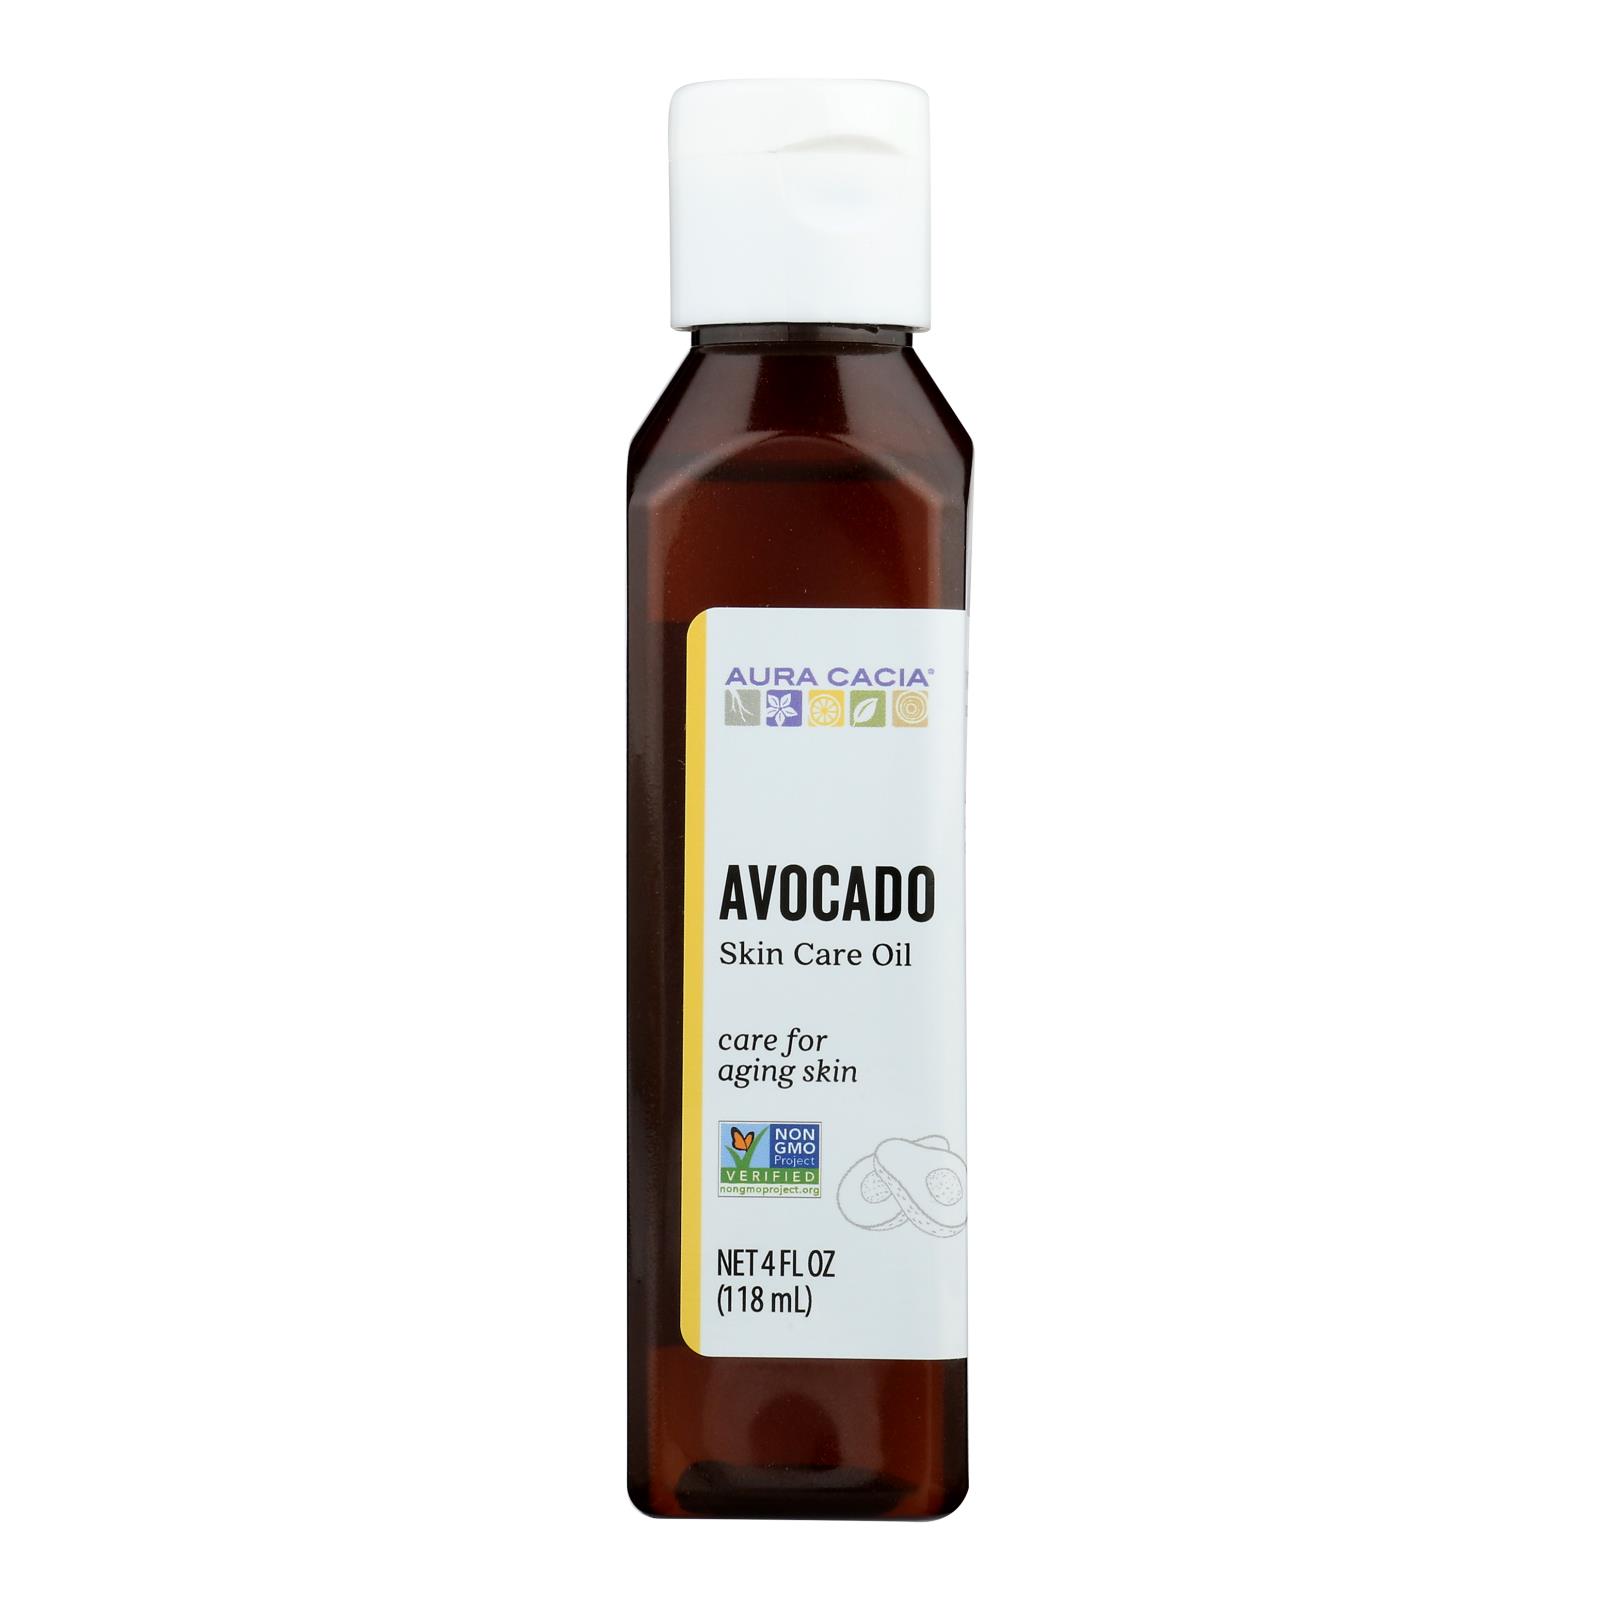 AURA CACIA®
AVOCADO
Skin Care Oil
care for
aging skin
NON
GMO
Project
VERIFIED
nongmoproject.org
NET 4 FL OZ
(118 mL)